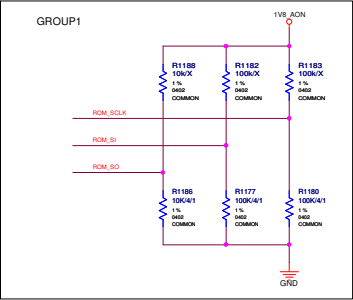 GROUP1
1V8_AON
R1188
10k/X
1 %
0402
COMMON
R1182
100k/X
1 %
0402
COMMON
R1183
100k/X
1 %
0402
COMMON
ROM_SCLK
ROM_SI
ROM_SO
R1186
10K/4/1
1 %
0402
COMMON
R1177
100K/4/1
1 %
0402
COMMON
R1180
100K/4/1
1 %
0402
COMMON
GND